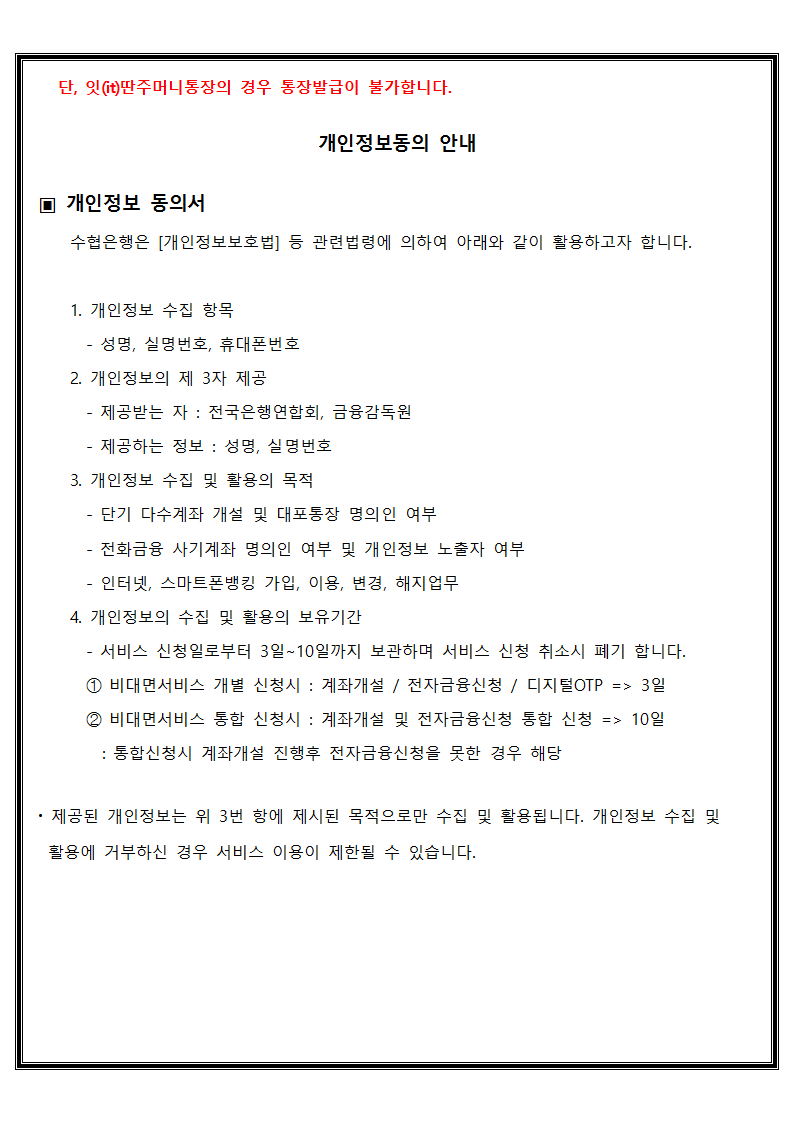 단, 잇(it)딴주머니통장의 경우 통장발급이 불가합니다.
개인정보동의 안내
▣ 개인정보 동의서
수협은행은 [개인정보보호법] 등 관련법령에 의하여 아래와 같이 활용하고자 합니다.
1. 개인정보 수집 항목
- 성명, 실명번호, 휴대폰번호
2. 개인정보의 제 3자 제공
- 제공받는 자 : 전국은행연합회, 금융감독원
- 제공하는 정보 : 성명, 실명번호
3. 개인정보 수집 및 활용의 목적
- 단기 다수계좌 개설 및 대포통장 명의인 여부
- 전화금융 사기계좌 명의인 여부 및 개인정보 노출자 여부
- 인터넷, 스마트폰뱅킹 가입, 이용, 변경, 해지업무
4. 개인정보의 수집 및 활용의 보유기간
- 서비스 신청일로부터 3일~10일까지 보관하며 서비스 신청 취소시 폐기 합니다.
① 비대면서비스 개별 신청시 : 계좌개설 / 전자금융신청 / 디지털OTP => 3일
② 비대면서비스 통합 신청시 : 계좌개설 및 전자금융신청 통합 신청 => 10일
: 통합신청시 계좌개설 진행후 전자금융신청을 못한 경우 해당
· 제공된 개인정보는 위 3번 항에 제시된 목적으로만 수집 및 활용됩니다. 개인정보 수집 및
활용에 거부하신 경우 서비스 이용이 제한될 수 있습니다.